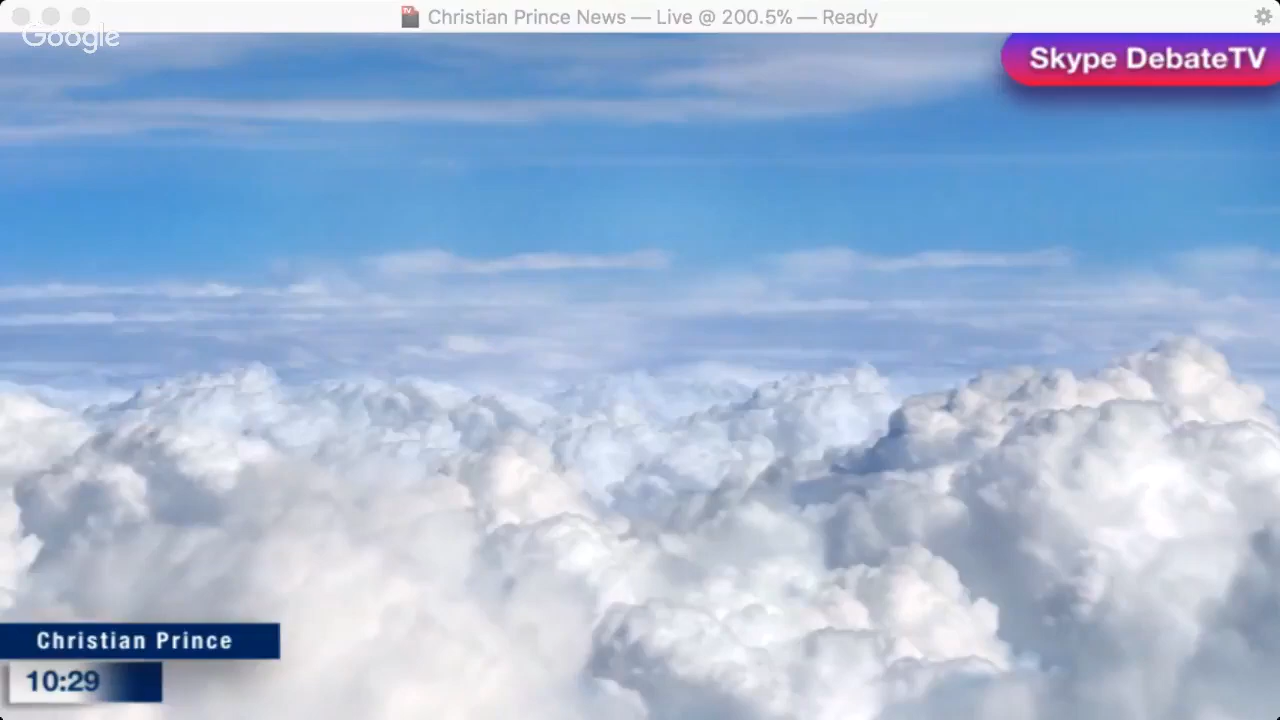 Christian Prince News — Live @ 200.5% — Ready
Google
Skype DebateTV
Christian Prince
10:29